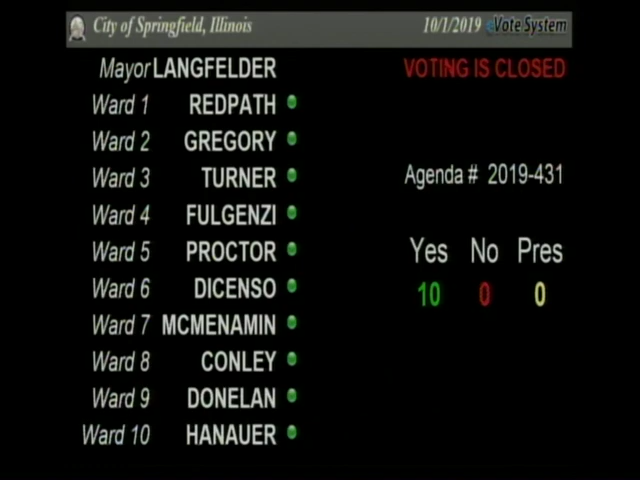 City of Springfield, Illinois 10/1/2019 eVote System
Mayor LANGFELDER VOTING IS CLOSED
Ward 1 REDPATH
Ward 2 GREGORY
Ward 3 TURNER Agenda # 2019-431
Ward 4 FULGENZI
Ward 5 PROCTOR Yes No Pres
Ward 6 DICENSO 10 0 0
Ward 7 MCMENAMIN
Ward 8 CONLEY
Ward 9 DONELAN
Ward 10 HANAUER